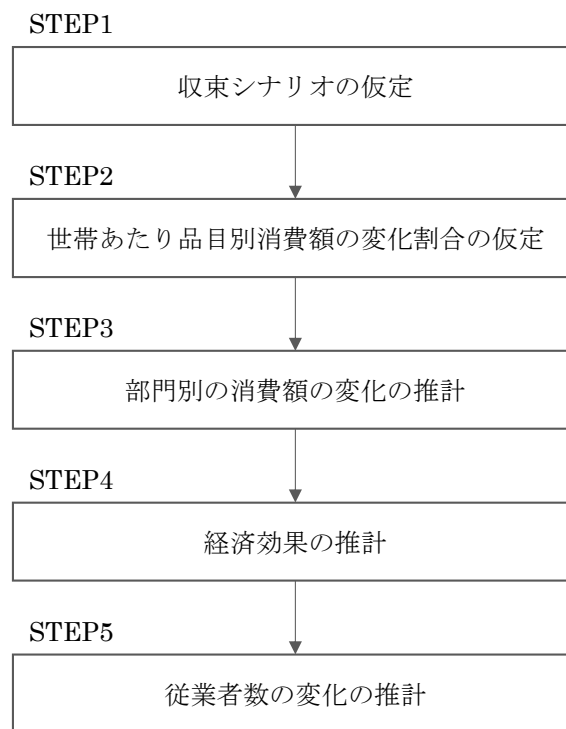 STEP1
収束シナリオの仮定
STEP2
世帯あたり品目別消費額の変化割合の仮定
STEP3
部門別の消費額の変化の推計
STEP4
経済効果の推計
STEP5
従業者数の変化の推計